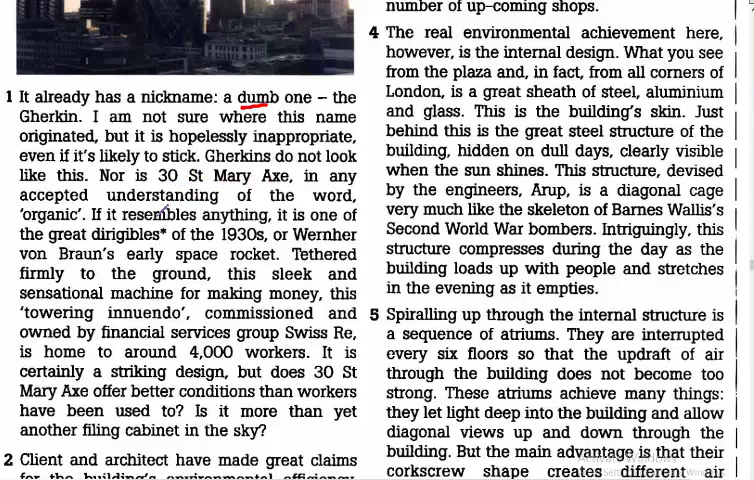 1 It already has a nickname: a dumb one – the
Gherkin. I am not sure where this name
originated, but it is hopelessly inappropriate,
even if it's likely to stick. Gherkins do not look
like this. Nor is 30 St Mary Axe, in any
accepted understanding of the word,
'organic'. If it resembles anything, it is one of
the great dirigibles* of the 1930s, or Wernher
von Braun's early space rocket. Tethered
firmly to the ground, this sleek and
sensational machine for making money, this
'towering innuendo', commissioned and
owned by financial services group Swiss Re,
is home to around 4,000 workers. It is
certainly a striking design, but does 30 St
Mary Axe offer better conditions than workers
have been used to? Is it more than yet
another filing cabinet in the sky?
2 Client and architect have made great claims
for the building's environmental efficiency,
number of up-coming shops.
4 The real environmental achievement here,
however, is the internal design. What you see
from the plaza and, in fact, from all corners of
London, is a great sheath of steel, aluminium
and glass. This is the building's skin. Just
behind this is the great steel structure of the
building, hidden on dull days, clearly visible
when the sun shines. This structure, devised
by the engineers, Arup, is a diagonal cage
very much like the skeleton of Barnes Wallis's
Second World War bombers. Intriguingly, this
structure compresses during the day as the
building loads up with people and stretches
in the evening as it empties.
5 Spiralling up through the internal structure is
a sequence of atriums. They are interrupted
every six floors so that the updraft of air
through the building does not become too
strong. These atriums achieve many things:
they let light deep into the building and allow
diagonal views up and down through the
building. But the main advantage is that their
corkscrew shape creates different air